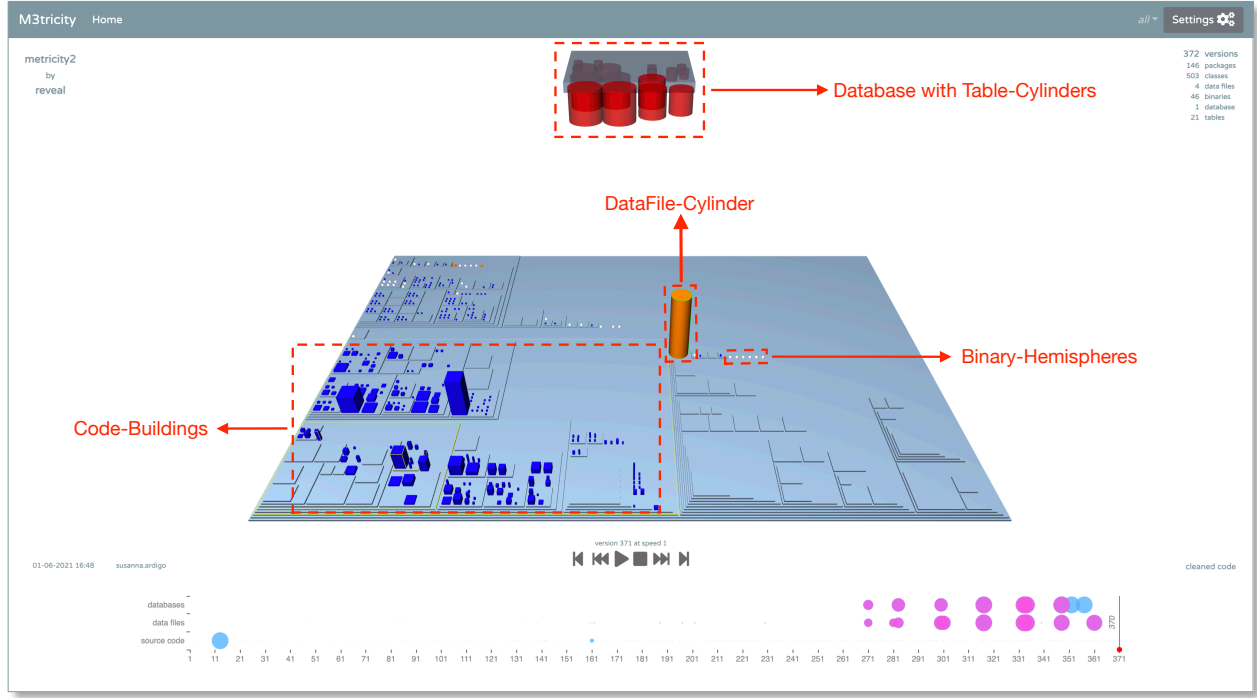 M3tricity Home all Settings
metricity2
by
reveal
372 versions
146 packages
503 classes
4 data files
46 binaries
1 database
21 tables
Database with Table-Cylinders
DataFile-Cylinder
Binary-Hemispheres
Code-Buildings
version 371 at speed 1
01-06-2021 16:48 susanna.ardigo
cleaned code
databases
data files
source code
370
1 11 21 31 41 51 61 71 81 91 101 111 121 131 141 151 161 171 181 191 201 211 221 231 241 251 261 271 281 291 301 311 321 331 341 351 361 371